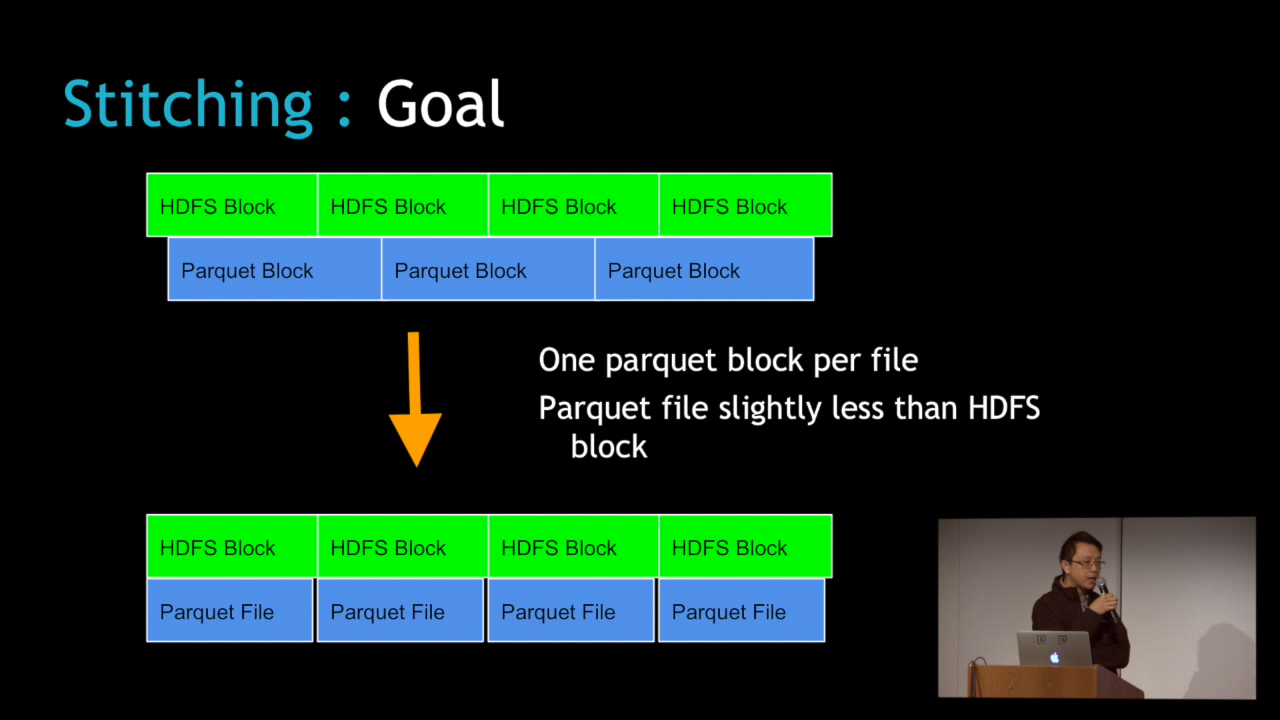 Stitching : Goal
HDFS Block HDFS Block HDFS Block HDFS Block
Parquet Block Parquet Block Parquet Block
One parquet block per file
Parquet file slightly less than HDFS
block
HDFS Block HDFS Block HDFS Block HDFS Block
Parquet File Parquet File Parquet File Parquet File